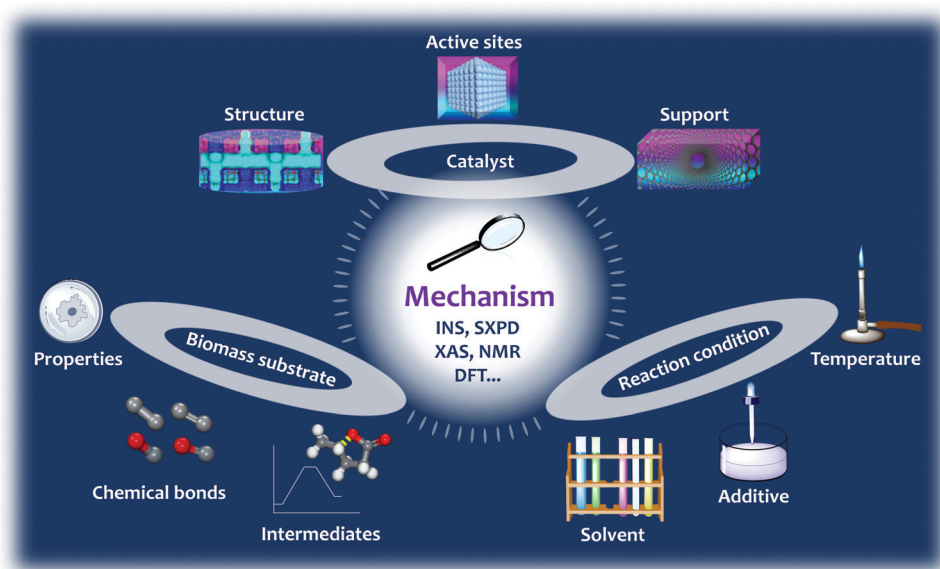 Active sites
Structure
Support
Catalyst
Mechanism
INS, SXPD
XAS, NMR
DFT...
Properties
Biomass substrate
Reaction condition
Temperature
Chemical bonds
Intermediates
Solvent
Additive